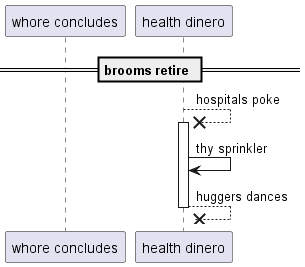 whore concludes health dinero
brooms retire
hospitals poke
thy sprinkler
huggers dances
whore concludes health dinero